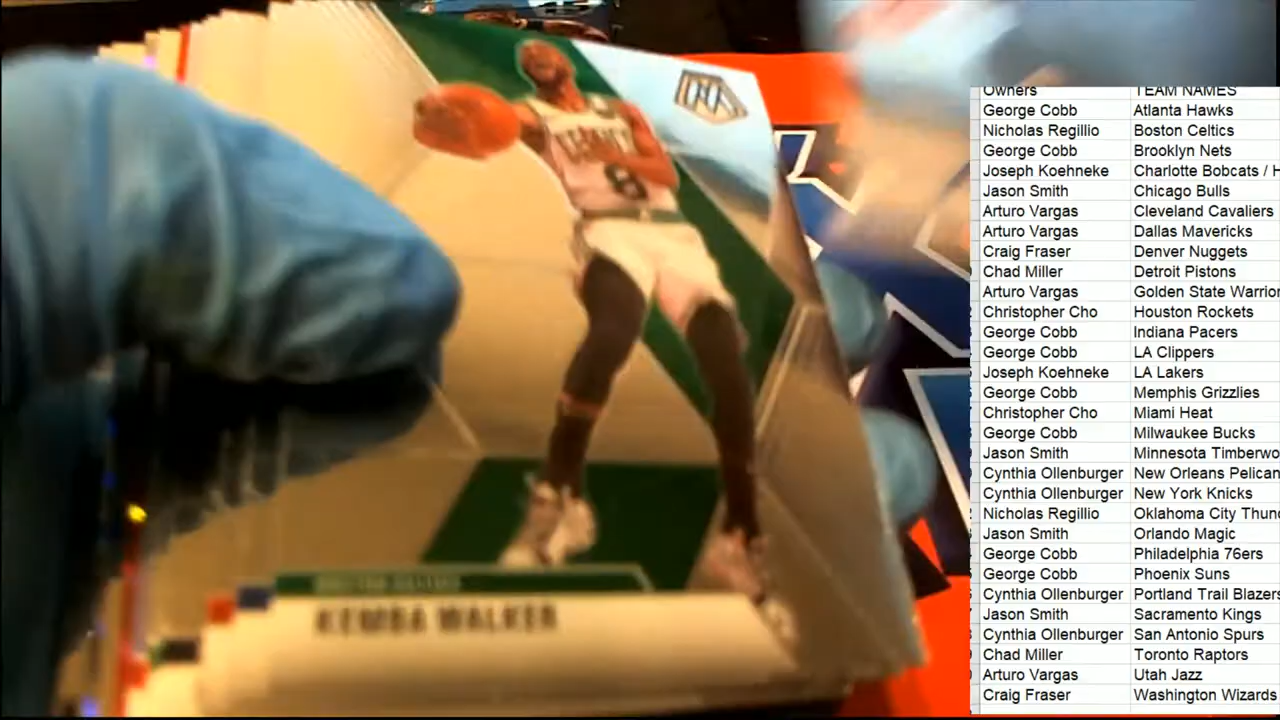 Owners TEAM NAMES
George Cobb Atlanta Hawks
Nicholas Regillio Boston Celtics
George Cobb Brooklyn Nets
Joseph Koehneke Charlotte Bobcats / H
Jason Smith Chicago Bulls
Arturo Vargas Cleveland Cavaliers
Arturo Vargas Dallas Mavericks
Craig Fraser Denver Nuggets
Chad Miller Detroit Pistons
Arturo Vargas Golden State Warrior
Christopher Cho Houston Rockets
George Cobb Indiana Pacers
George Cobb LA Clippers
Joseph Koehneke LA Lakers
George Cobb Memphis Grizzlies
Christopher Cho Miami Heat
George Cobb Milwaukee Bucks
Jason Smith Minnesota Timberwo
Cynthia Ollenburger New Orleans Pelican
Cynthia Ollenburger New York Knicks
Nicholas Regillio Oklahoma City Thun
Jason Smith Orlando Magic
George Cobb Philadelphia 76ers
George Cobb Phoenix Suns
Cynthia Ollenburger Portland Trail Blazers
Jason Smith Sacramento Kings
Cynthia Ollenburger San Antonio Spurs
Chad Miller Toronto Raptors
Arturo Vargas Utah Jazz
Craig Fraser Washington Wizards
8
BOSTON CELTICS
KEMBA WALKER